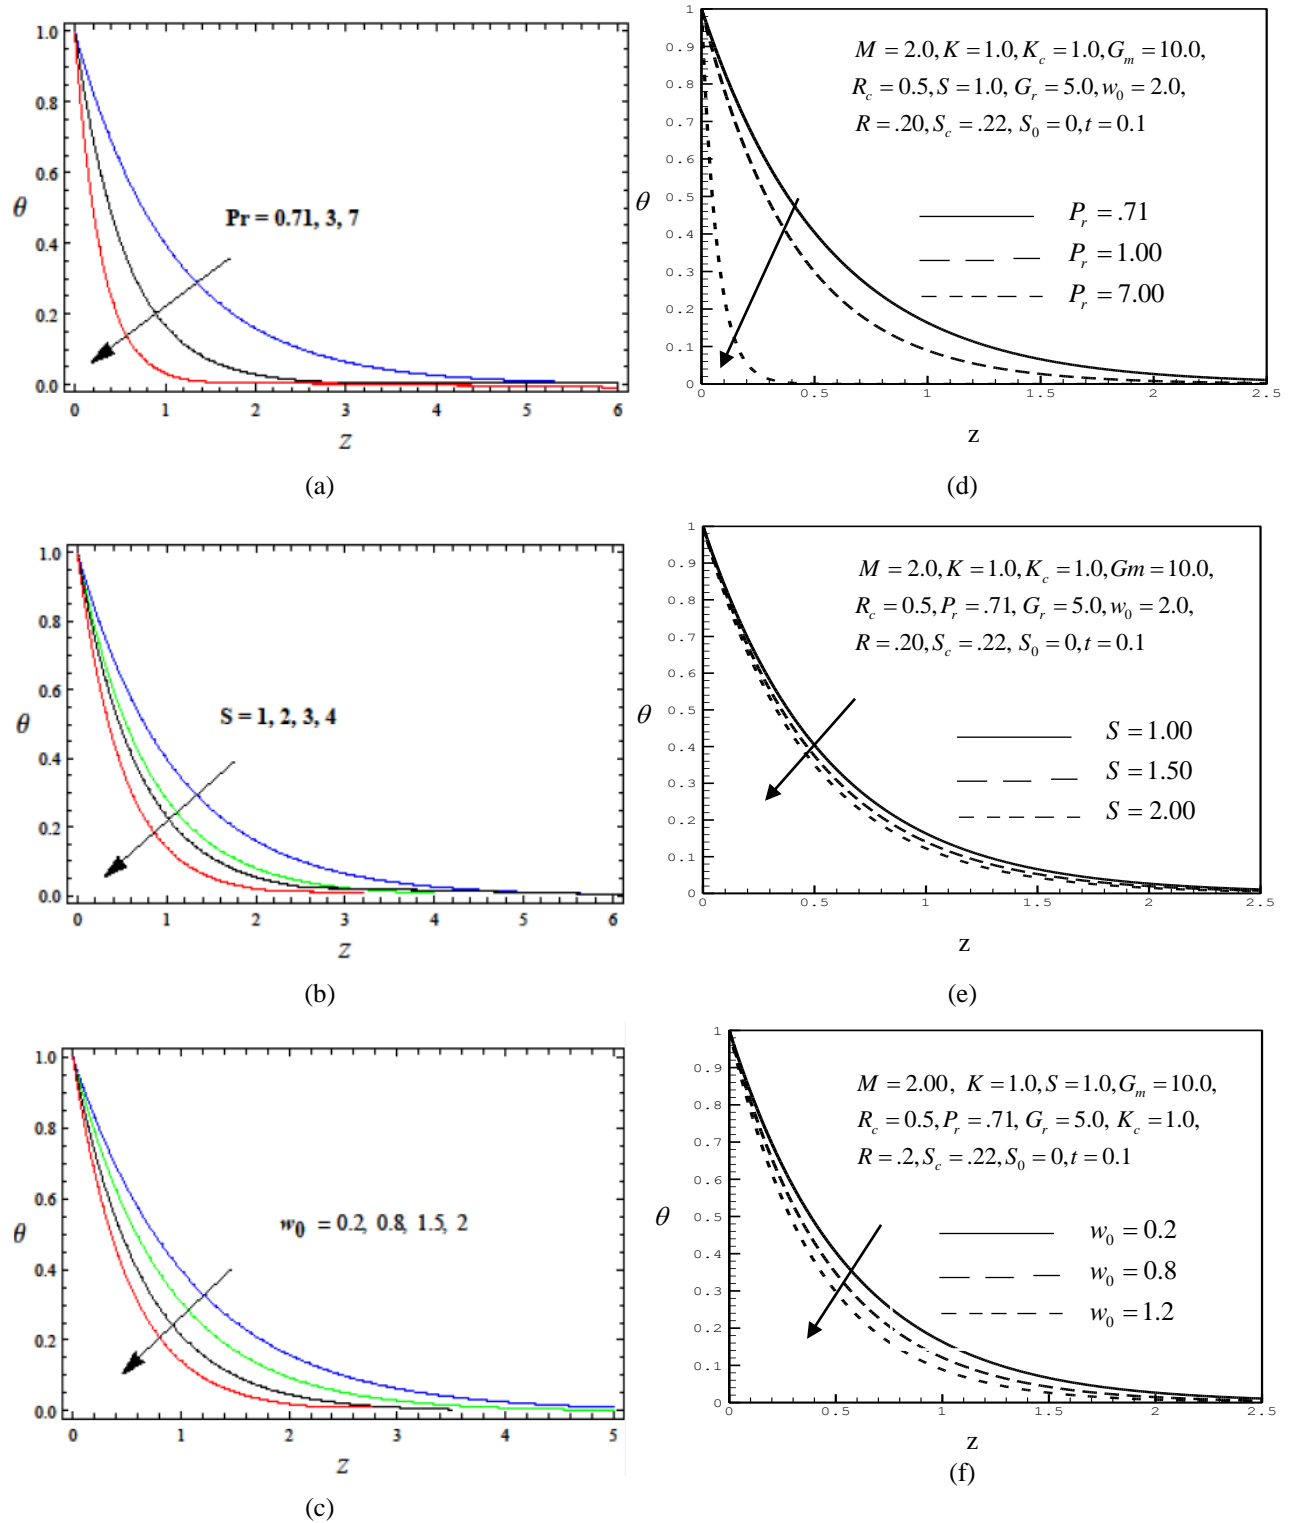 1.0
0.8
0.6
0.4
0.2
0.0
θ
Pr = 0.71, 3, 7
0 1 2 3 4 5 6
z
(a)
1
0.9
0.8
0.7
0.6
0.5
0.4
0.3
0.2
0.1
0
θ
M = 2.0, K = 1.0, K_c = 1.0, G_m = 10.0,
R_c = 0.5, S = 1.0, G_r = 5.0, w_0 = 2.0,
R = .20, S_c = .22, S_0 = 0, t = 0.1
P_r = .71
P_r = 1.00
P_r = 7.00
0 0.5 1 1.5 2 2.5
z
(d)
1.0
0.8
0.6
0.4
0.2
0.0
θ
S = 1, 2, 3, 4
0 1 2 3 4 5 6
z
(b)
1
0.9
0.8
0.7
0.6
0.5
0.4
0.3
0.2
0.1
0
θ
M = 2.0, K = 1.0, K_c = 1.0, Gm = 10.0,
R_c = 0.5, P_r = .71, G_r = 5.0, w_0 = 2.0,
R = .20, S_c = .22, S_0 = 0, t = 0.1
S = 1.00
S = 1.50
S = 2.00
0 0.5 1 1.5 2 2.5
z
(e)
1.0
0.8
0.6
0.4
0.2
0.0
θ
w_0 = 0.2, 0.8, 1.5, 2
0 1 2 3 4 5
z
(c)
1
0.9
0.8
0.7
0.6
0.5
0.4
0.3
0.2
0.1
0
θ
M = 2.00, K = 1.0, S = 1.0, G_m = 10.0,
R_c = 0.5, P_r = .71, G_r = 5.0, K_c = 1.0,
R = .2, S_c = .22, S_0 = 0, t = 0.1
w_0 = 0.2
w_0 = 0.8
w_0 = 1.2
0 0.5 1 1.5 2 2.5
z
(f)